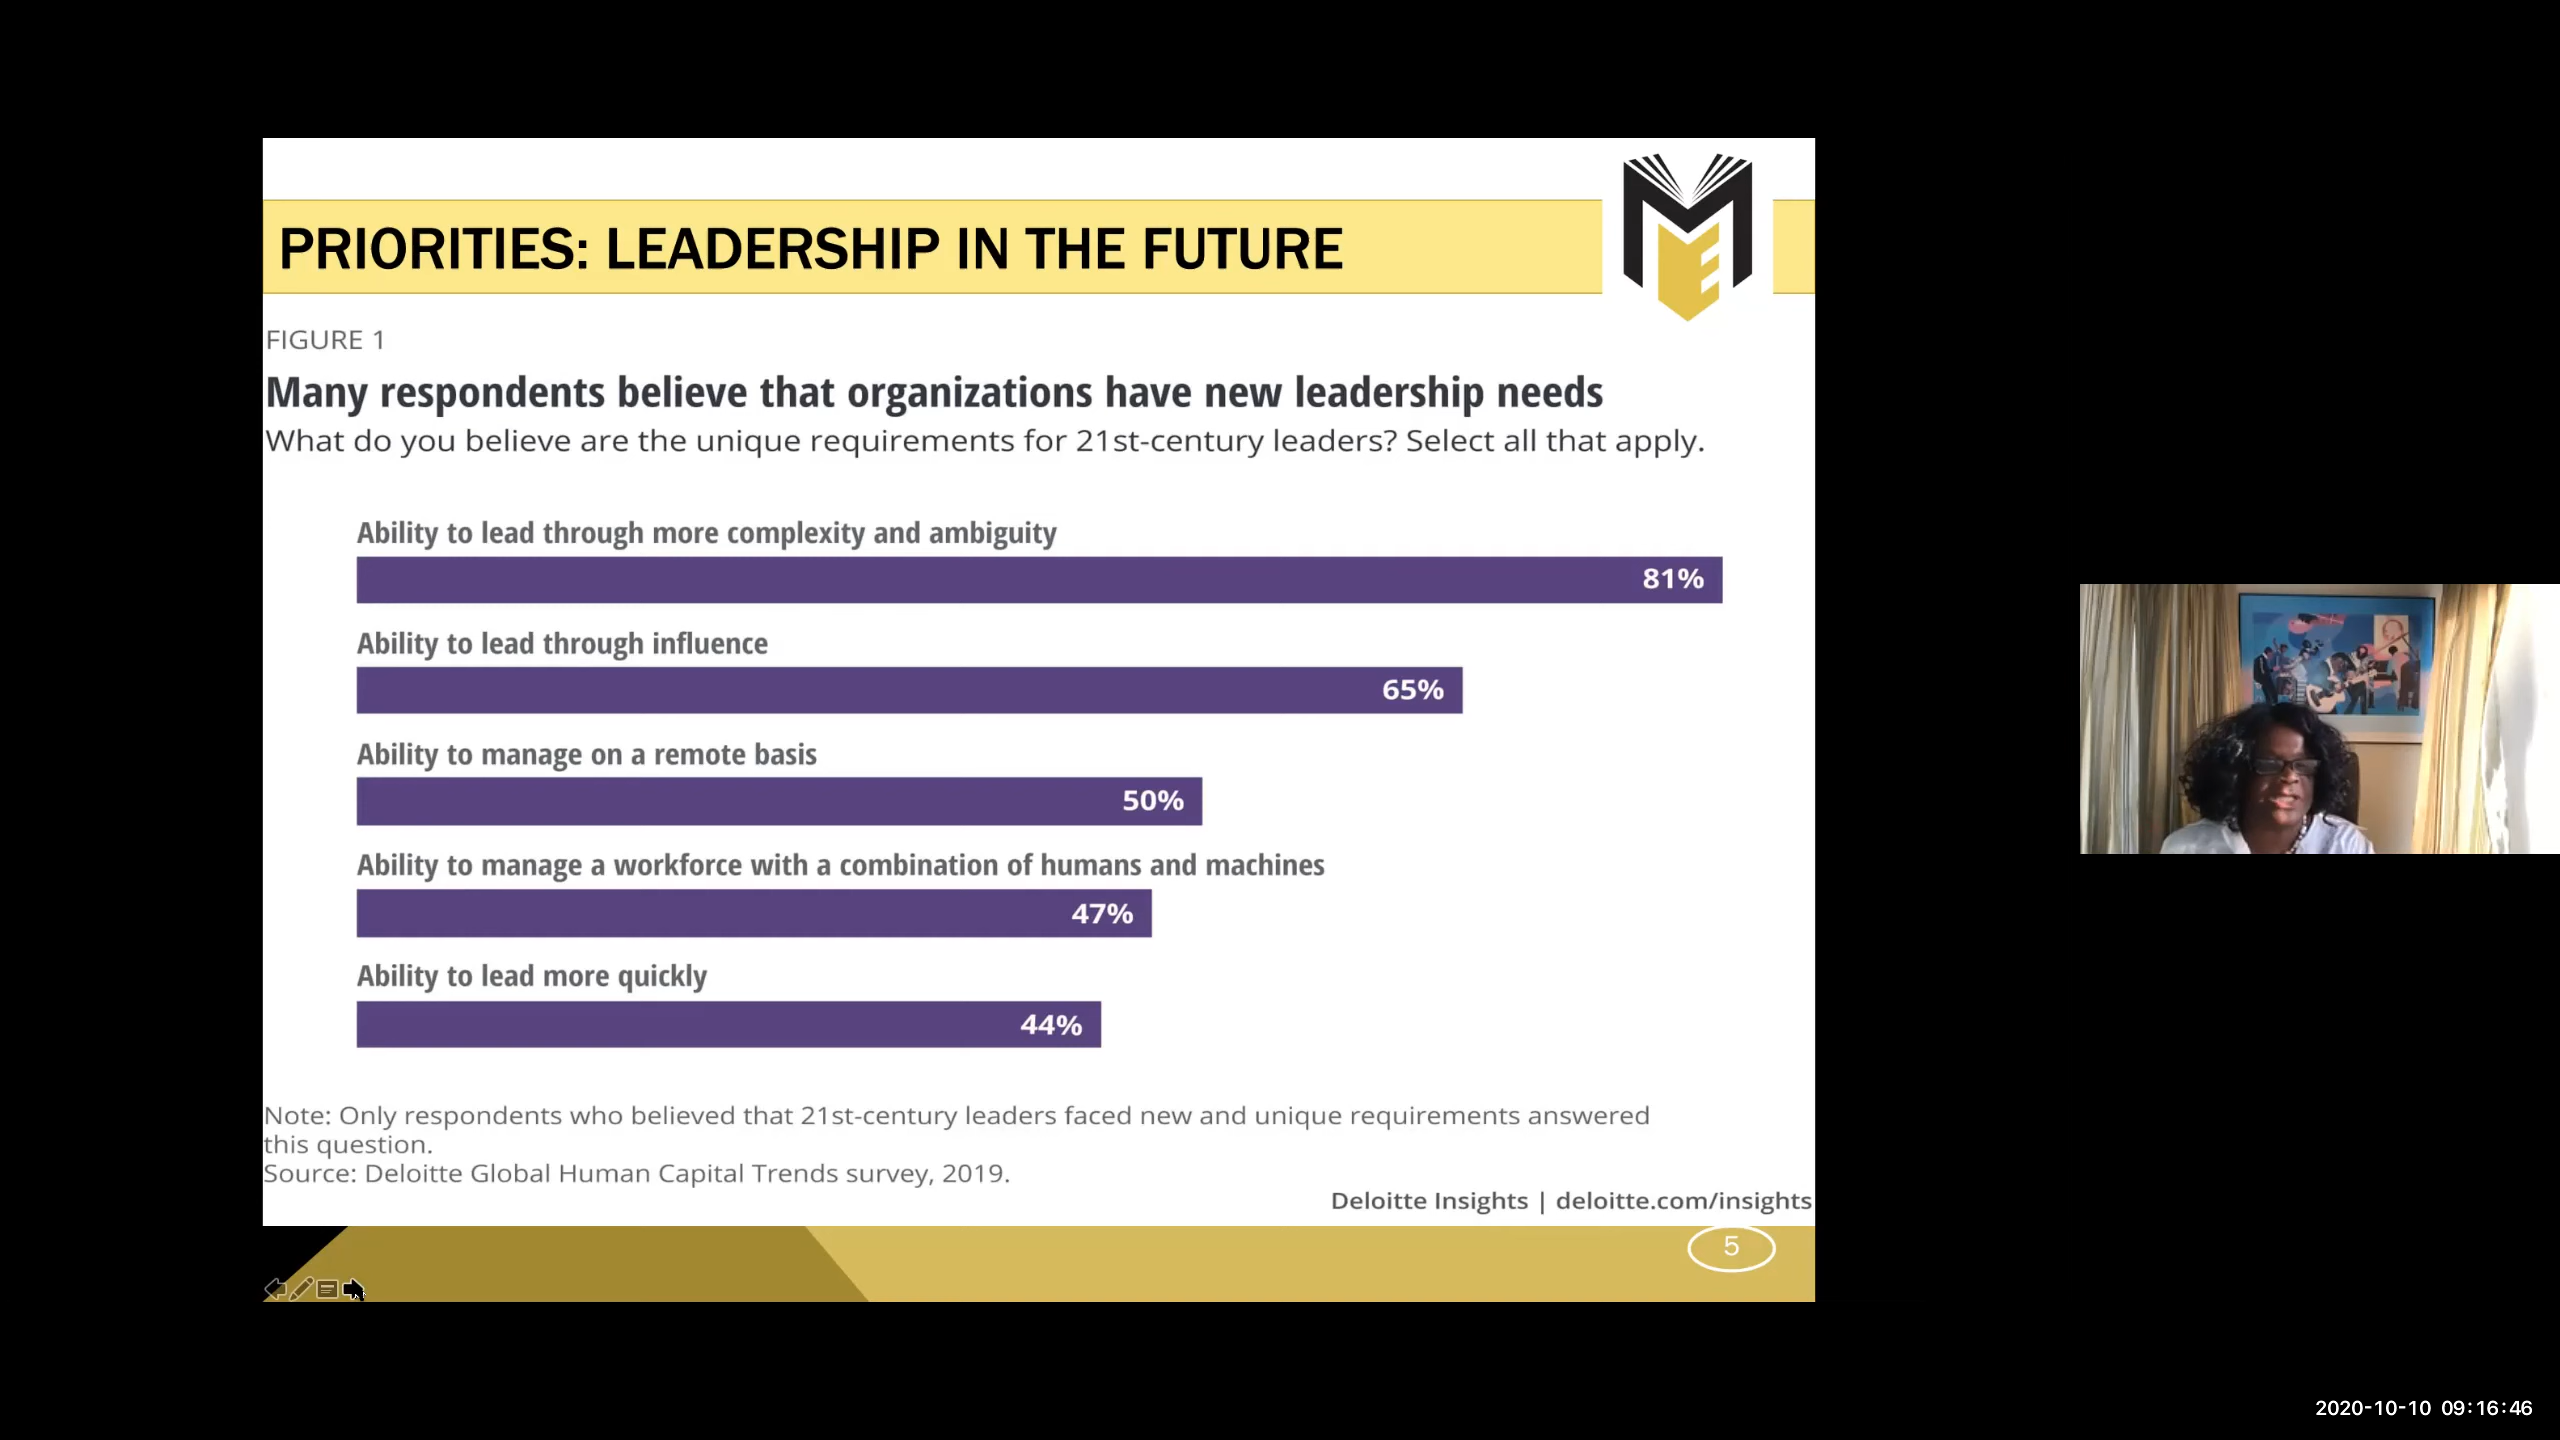 PRIORITIES: LEADERSHIP IN THE FUTURE
ME
FIGURE 1
Many respondents believe that organizations have new leadership needs
What do you believe are the unique requirements for 21st-century leaders? Select all that apply.
Ability to lead through more complexity and ambiguity
81%
Ability to lead through influence
65%
Ability to manage on a remote basis
50%
Ability to manage a workforce with a combination of humans and machines
47%
Ability to lead more quickly
44%
Note: Only respondents who believed that 21st-century leaders faced new and unique requirements answered
this question.
Source: Deloitte Global Human Capital Trends survey, 2019.
Deloitte Insights | deloitte.com/insights
5
2020-10-10 09:16:46